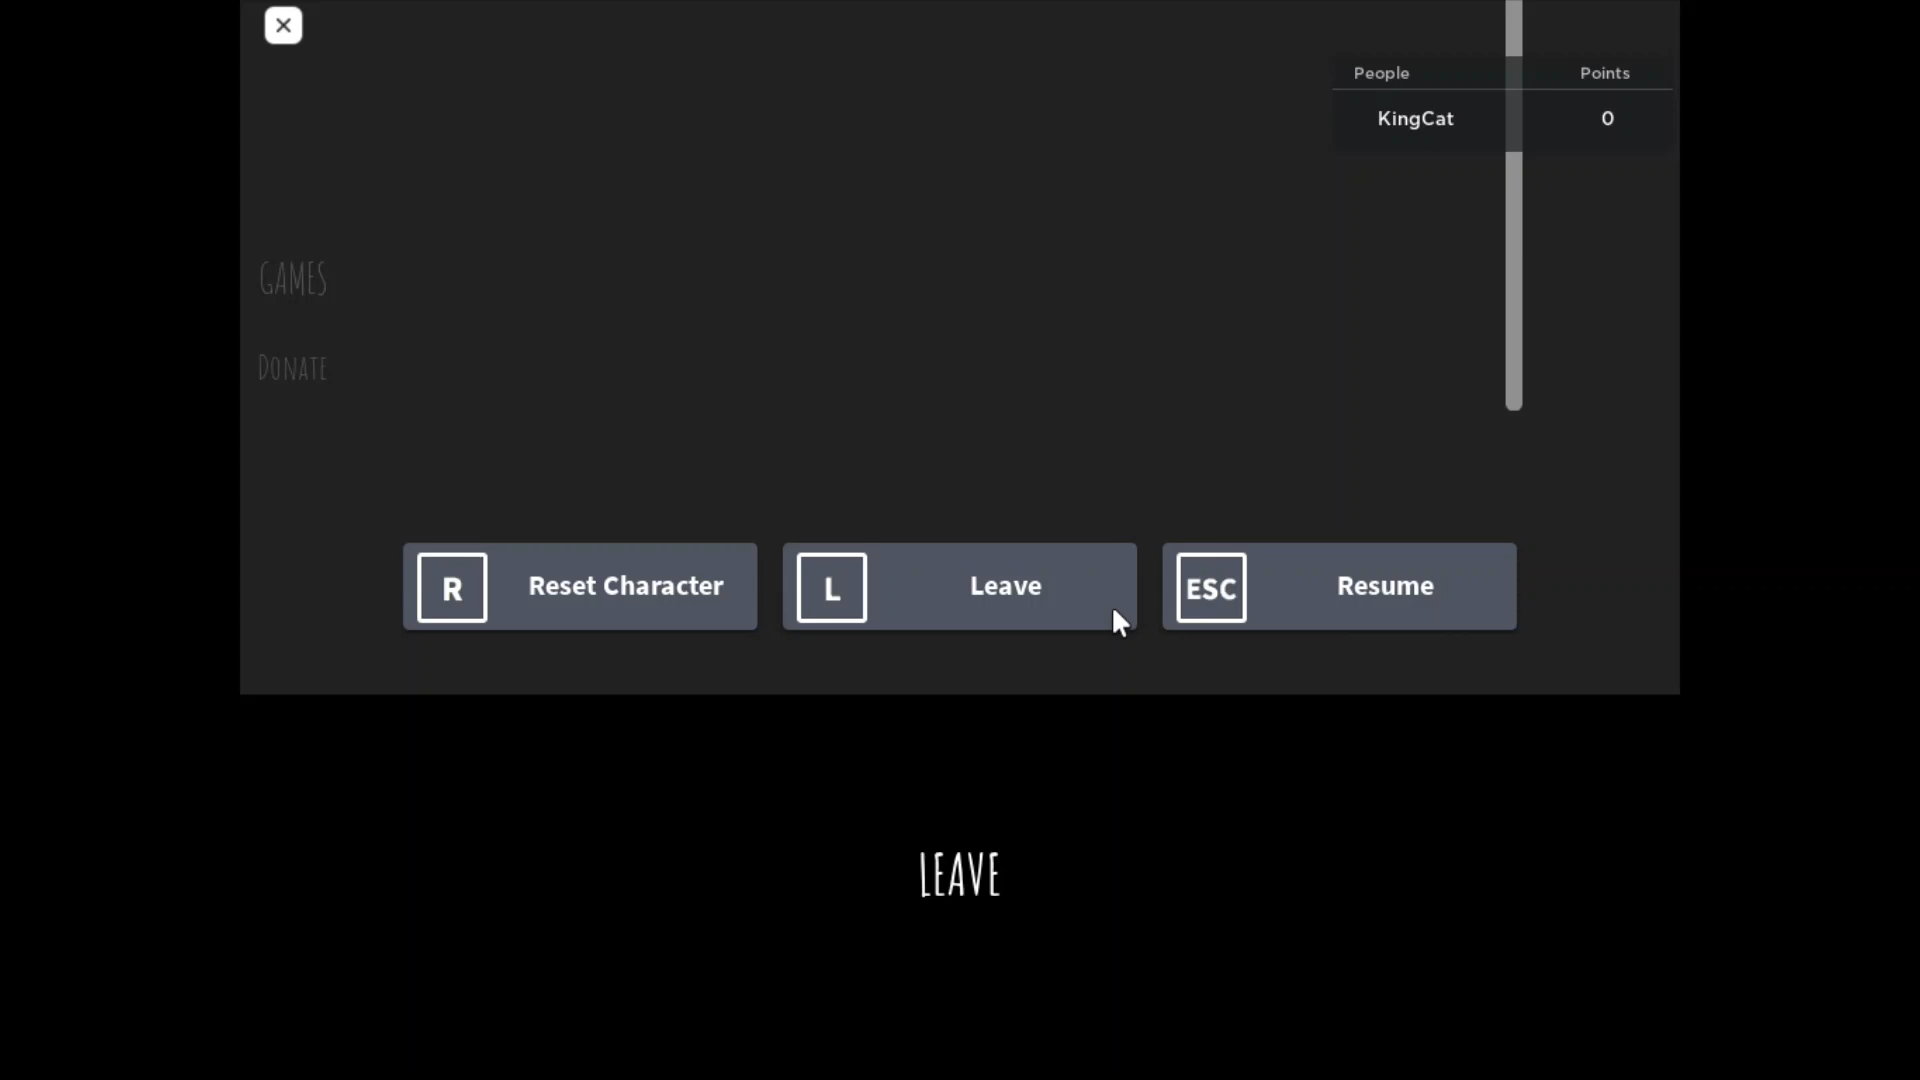 People Points
KingCat 0
GAMES
DONATE
R Reset Character
L Leave
ESC Resume
LEAVE